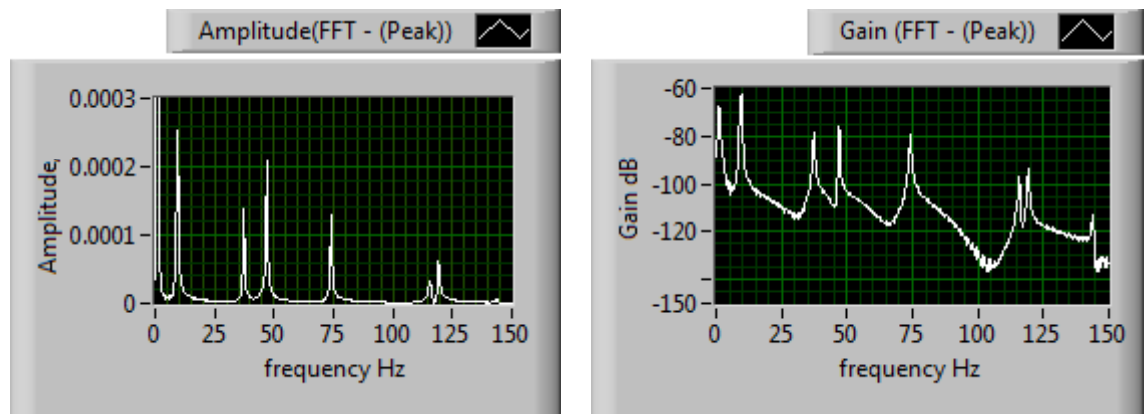 Amplitude(FFT - (Peak))
0.0003
0.0002
0.0001
0
Amplitude,
0 25 50 75 100 125 150
frequency Hz
Gain (FFT - (Peak))
-60
-80
-100
-120
-150
Gain dB
0 25 50 75 100 125 150
frequency Hz